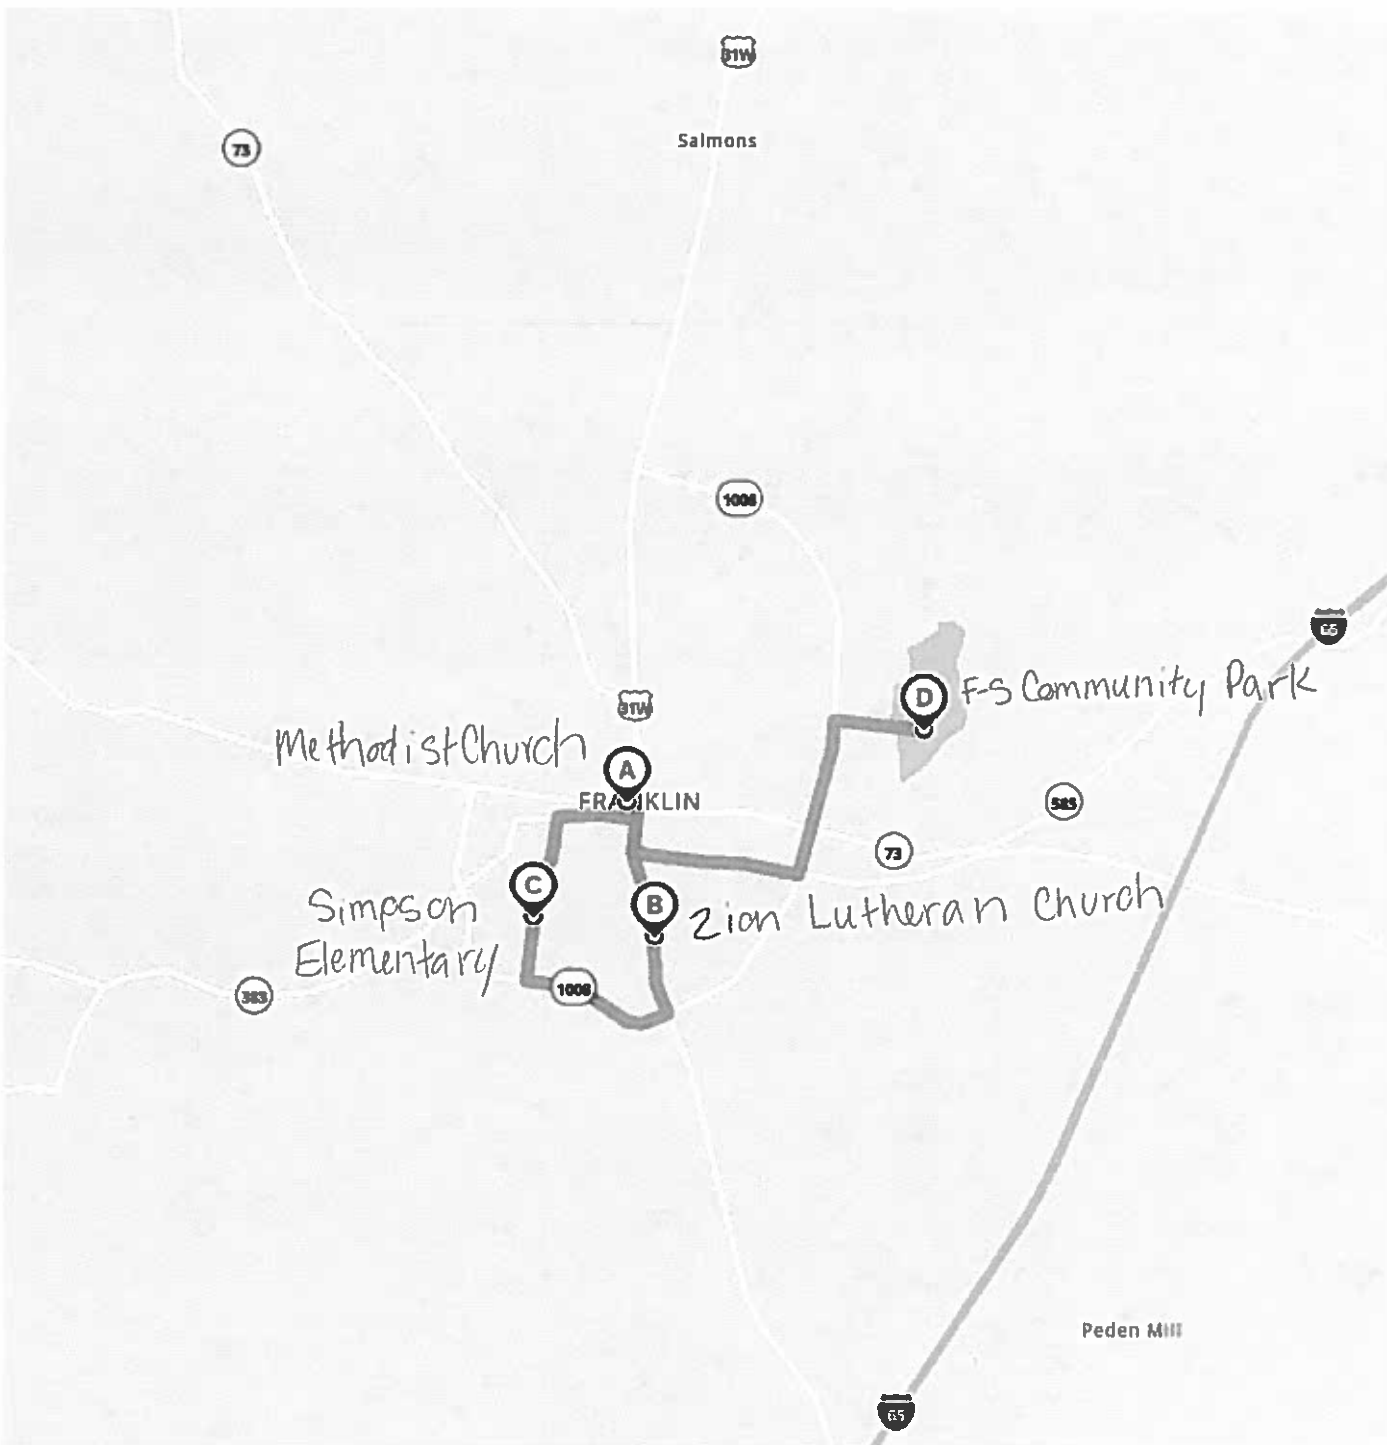 31W
Salmons
73
1008
65
D F-S Community Park
31W
Methodist Church
A
FRANKLIN
585
73
C
Simpson
B Zion Lutheran Church
Elementary
1008
383
Peden Mill
65